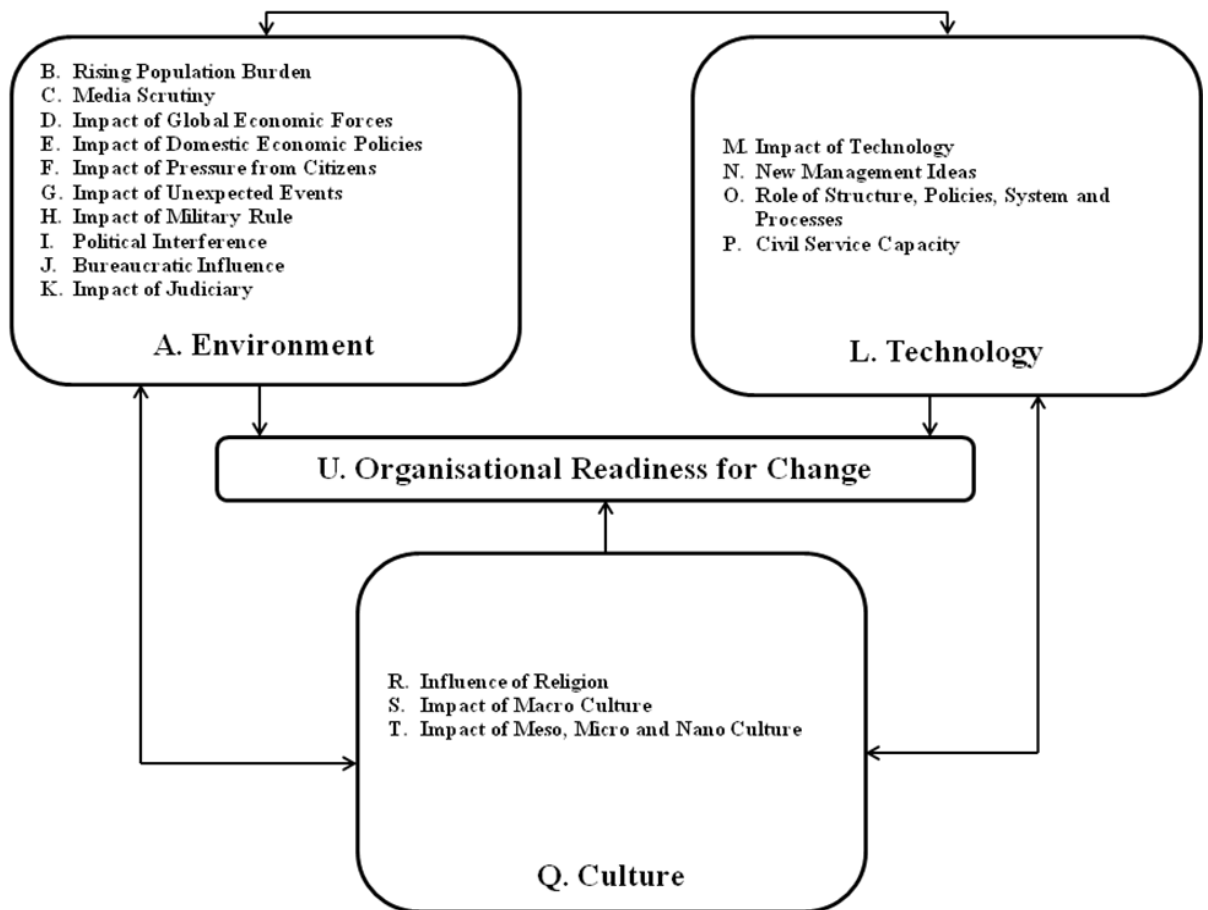 B. Rising Population Burden
C. Media Scrutiny
D. Impact of Global Economic Forces
E. Impact of Domestic Economic Policies
F. Impact of Pressure from Citizens
G. Impact of Unexpected Events
H. Impact of Military Rule
I. Political Interference
J. Bureaucratic Influence
K. Impact of Judiciary
A. Environment
M. Impact of Technology
N. New Management Ideas
O. Role of Structure, Policies, System and
Processes
P. Civil Service Capacity
L. Technology
U. Organisational Readiness for Change
R. Influence of Religion
S. Impact of Macro Culture
T. Impact of Meso, Micro and Nano Culture
Q. Culture